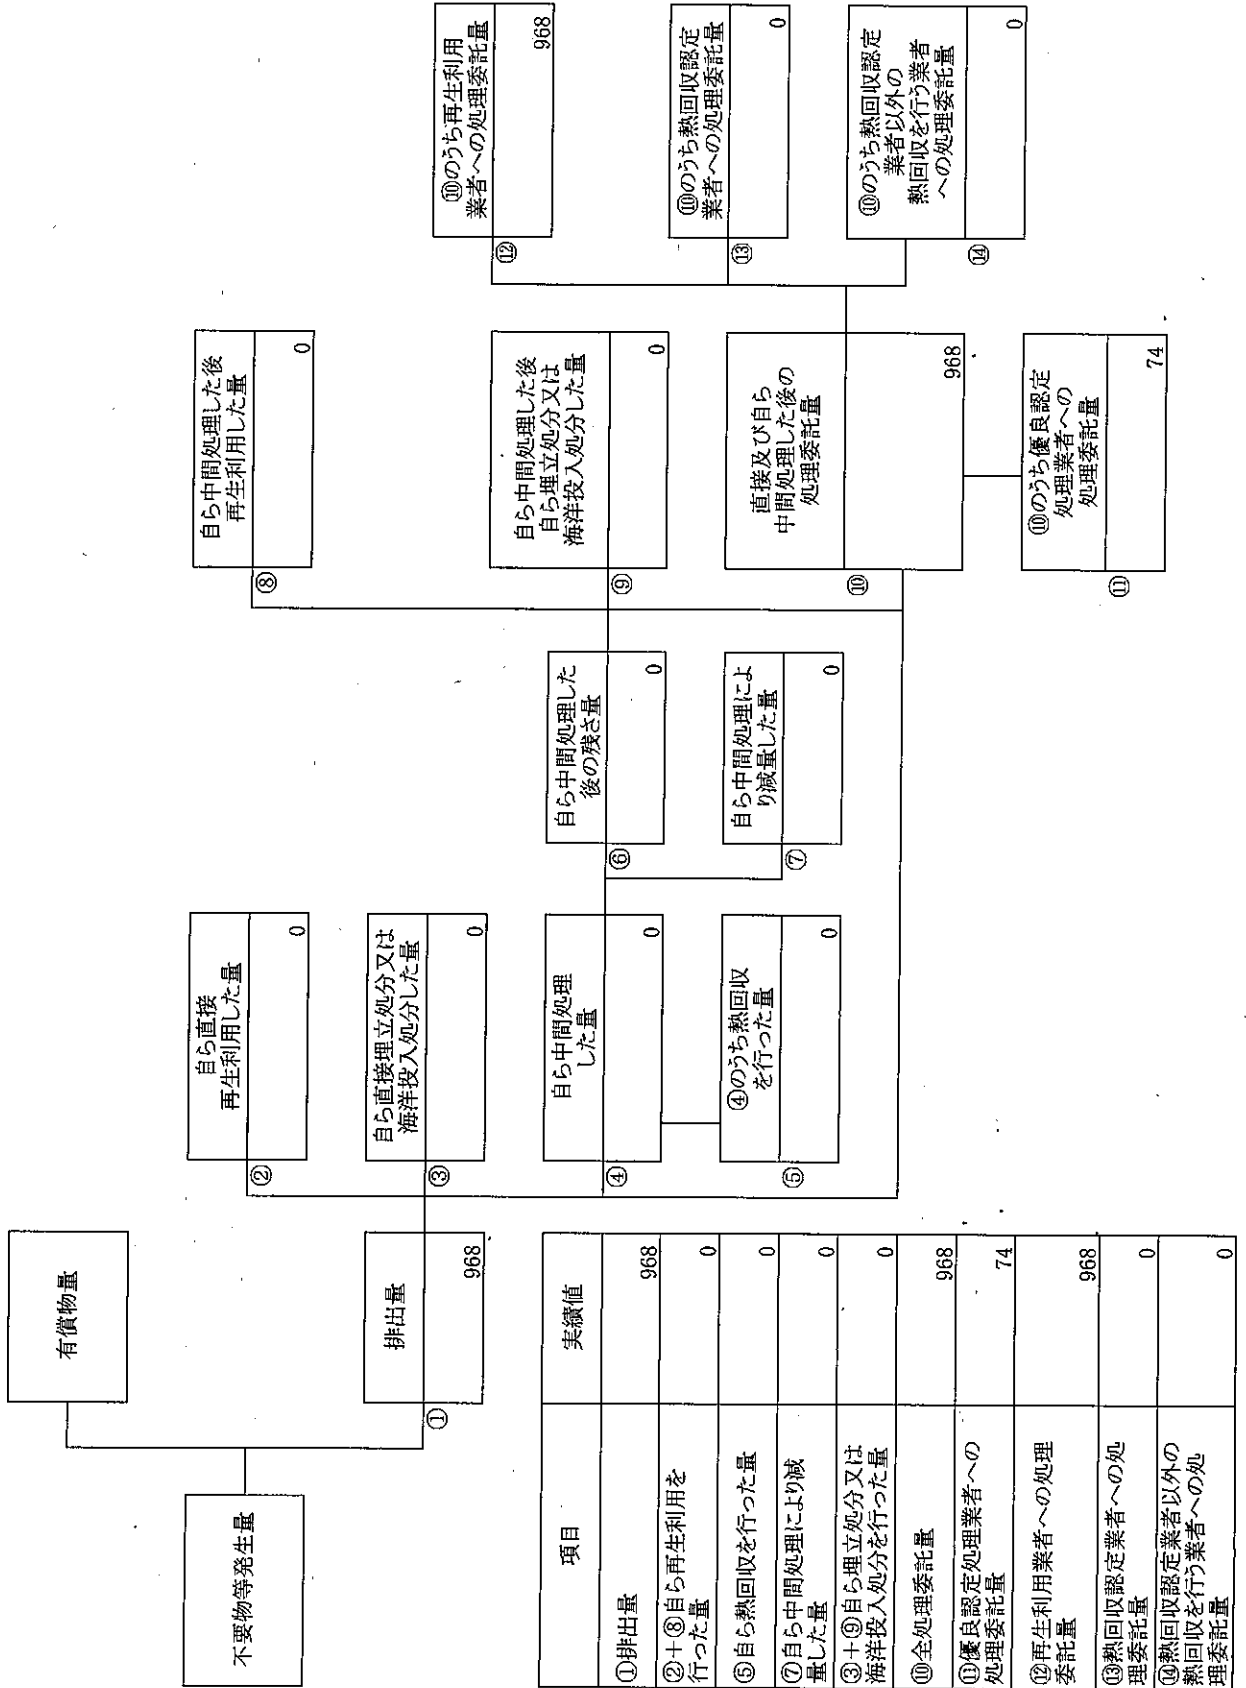 不要物等発生量
有償物量
①
排出量
968
②
自ら直接
再生利用した量
0
③
自ら直接埋立処分又は
海洋投入処分した量
0
④
自ら中間処理
した量
0
⑤
④のうち熱回収
を行った量
0
⑥
自ら中間処理した
後の残さ量
0
⑦
自ら中間処理によ
り減量した量
0
⑧
自ら中間処理した後
再生利用した量
0
⑨
自ら中間処理した後
自ら埋立処分又は
海洋投入処分した量
0
⑩
直接及び自ら
中間処理した後の
処理委託量
968
⑪
⑩のうち優良認定
処理業者への
処理委託量
74
⑫
⑩のうち再生利用
業者への処理委託量
968
⑬
⑩のうち熱回収認定
業者への処理委託量
0
⑭
⑩のうち熱回収認定
業者以外の
熱回収を行う業者
への処理委託量
0
項目
実績値
①排出量
968
②+⑧自ら再生利用を
行った量
0
⑤自ら熱回収を行った量
0
⑦自ら中間処理により減
量した量
0
③+⑨自ら埋立処分又は
海洋投入処分を行った量
0
⑩全処理委託量
968
⑪優良認定処理業者への
処理委託量
74
⑫再生利用業者への処理
委託量
968
⑬熱回収認定業者への処
理委託量
0
⑭熱回収認定業者以外の
熱回収を行う業者への処
理委託量
0